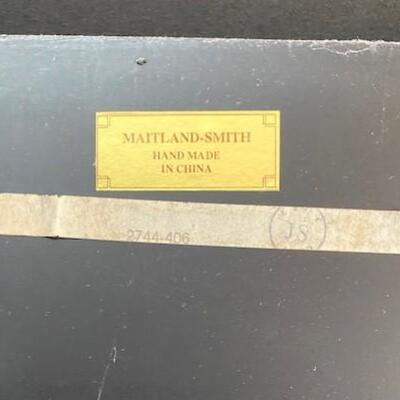 MAITLAND-SMITH
HAND MADE
IN CHINA
2744-406
JS